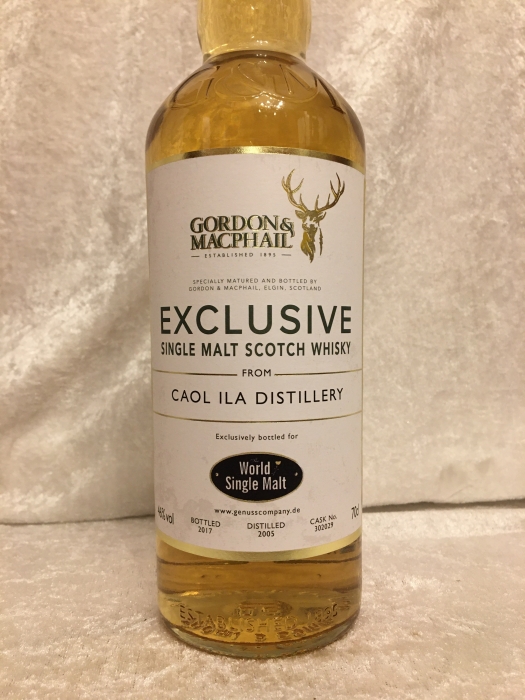 GORDON&
MACPHAIL
ESTABLISHED 1895
SPECIALLY MATURED AND BOTTLED BY
GORDON & MACPHAIL, ELGIN, SCOTLAND
EXCLUSIVE
SINGLE MALT SCOTCH WHISKY
FROM
CAOL ILA DISTILLERY
Exclusively bottled for
World
Single Malt
www.genusscompany.de
46%vol
BOTTLED
2017
DISTILLED
2005
CASK No.
302029
70cl
ESTABLISHED 1895